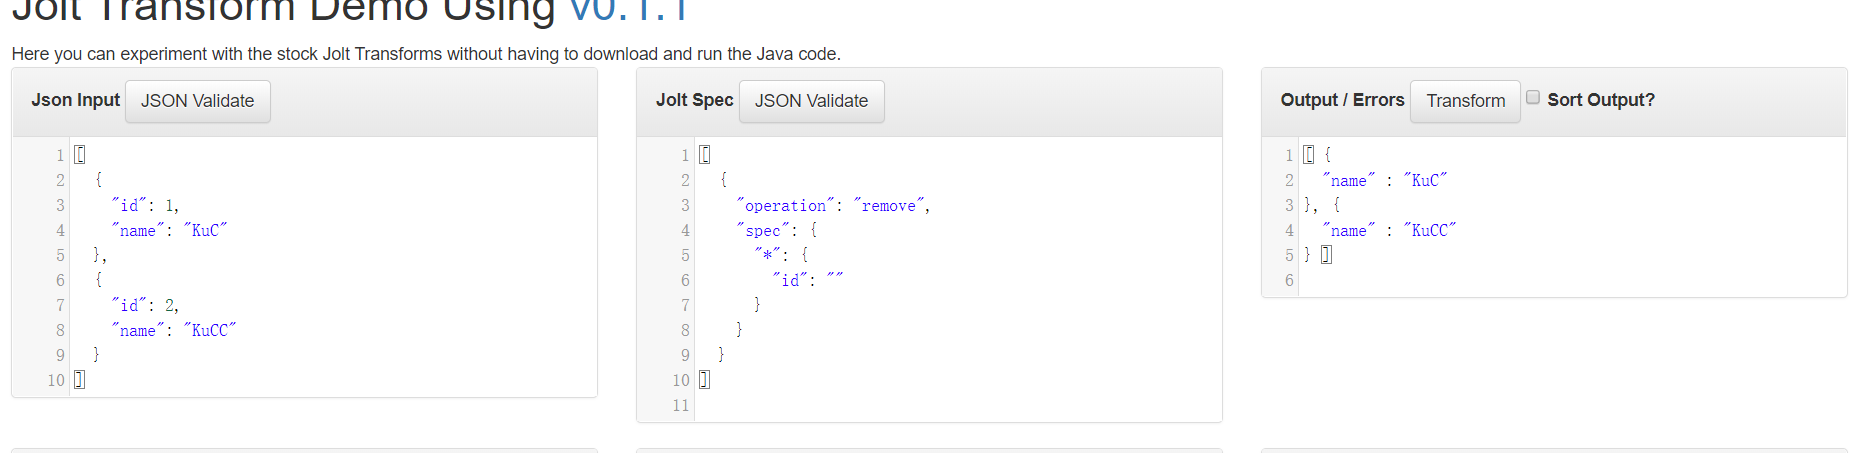 Jolt Transform Demo Using v0.1.1
Here you can experiment with the stock Jolt Transforms without having to download and run the Java code.
Json Input JSON Validate
1 [
2 {
3 "id": 1,
4 "name": "KuC"
5 },
6 {
7 "id": 2,
8 "name": "KuCC"
9 }
10 ]
Jolt Spec JSON Validate
1 [
2 {
3 "operation": "remove",
4 "spec": {
5 "*": {
6 "id": ""
7 }
8 }
9 }
10 ]
11
Output / Errors Transform Sort Output?
1 [ {
2 "name" : "KuC"
3 }, {
4 "name" : "KuCC"
5 } ]
6